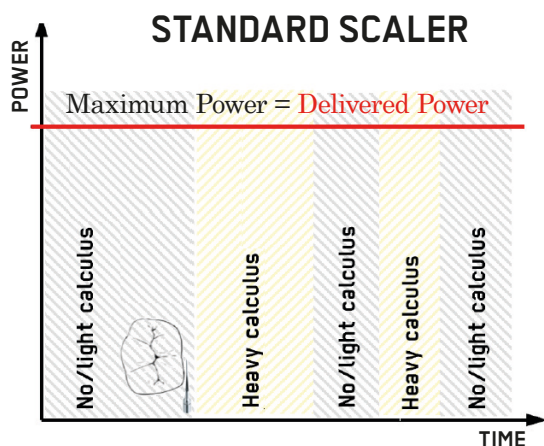 STANDARD SCALER
POWER
Maximum Power = Delivered Power
No/light calculus
Heavy calculus
No/light calculus
Heavy calculus
No/light calculus
TIME